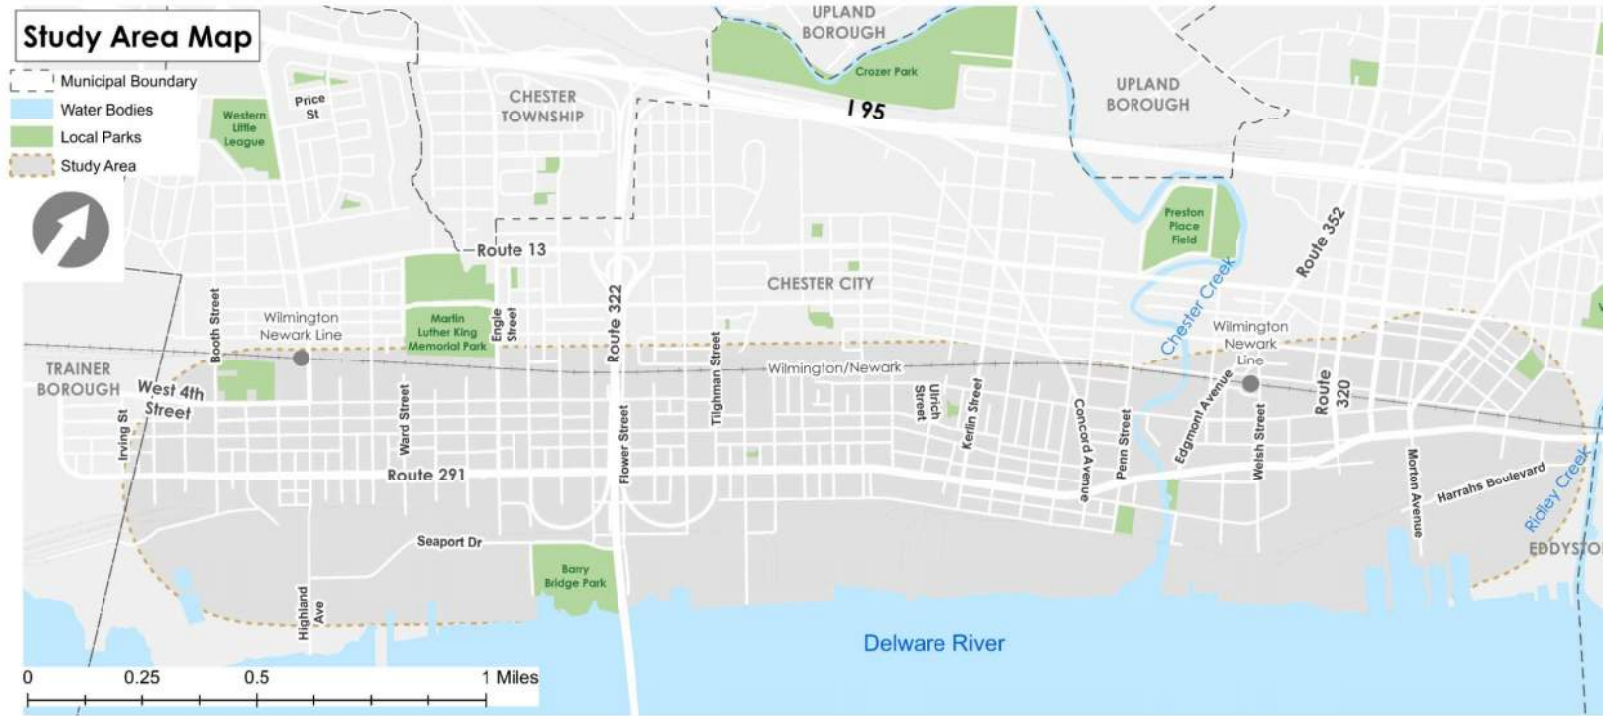 Study Area Map
Municipal Boundary
Water Bodies
Local Parks
Study Area
UPLAND
BOROUGH
Crozer Park
I 95
UPLAND
BOROUGH
CHESTER
TOWNSHIP
Price
St
Western
Little
League
Preston
Place
Field
Route 352
Route 13
Chester Creek
CHESTER CITY
Booth Street
Wilmington
Newark Line
Martin
Luther King
Memorial Park
Engle
Street
Route 322
Tilghman Street
Wilmington/Newark
Wilmington
Newark
Line
TRAINER
BOROUGH
West 4th
Street
Irving St
Ward Street
Flower Street
Ulrich
Street
Kerlin Street
Concord Avenue
Penn Street
Edgmont Avenue
Welsh Street
Route
320
Morton Avenue
Harrahs Boulevard
Ridley Creek
Route 291
Seaport Dr
Barry
Bridge Park
Highland
Ave
EDDYSTO
Delware River
0 0.25 0.5 1 Miles